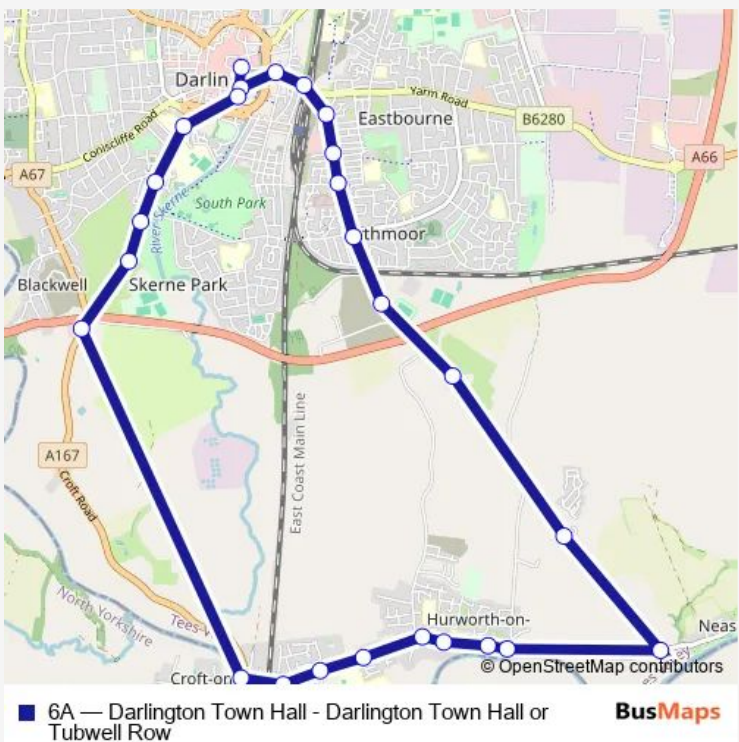 Darlin
Yarm Road
Eastbourne
B6280
Coniscliffe Road
A66
A67
South Park
River Skerne
thmoor
Blackwell
Skerne Park
East Coast Main Line
A167
Croft Road
North Yorkshire
Tees-V
Hurworth-on-
Neas
Croft-on
© OpenStreetMap contributors
6A — Darlington Town Hall - Darlington Town Hall or
Tubwell Row
BusMaps